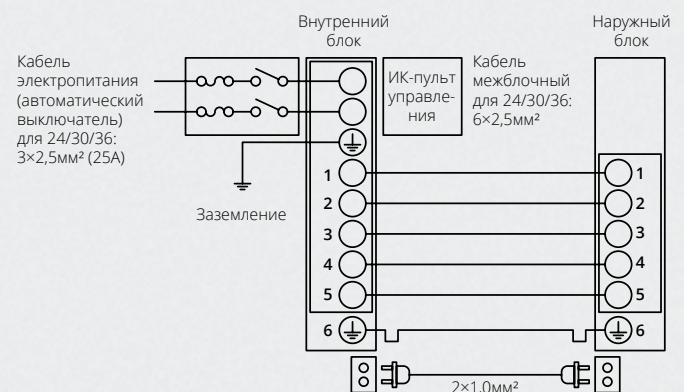 Внутренний
блок
Наружный
блок
Кабель
электропитания
(автоматический
выключатель)
для 24/30/36:
3×2,5мм² (25А)
ИК-пульт
управле-
ния
Кабель
межблочный
для 24/30/36:
6×2,5мм²
Заземление
1
2
3
4
5
6
1
2
3
4
5
6
2×1,0мм²